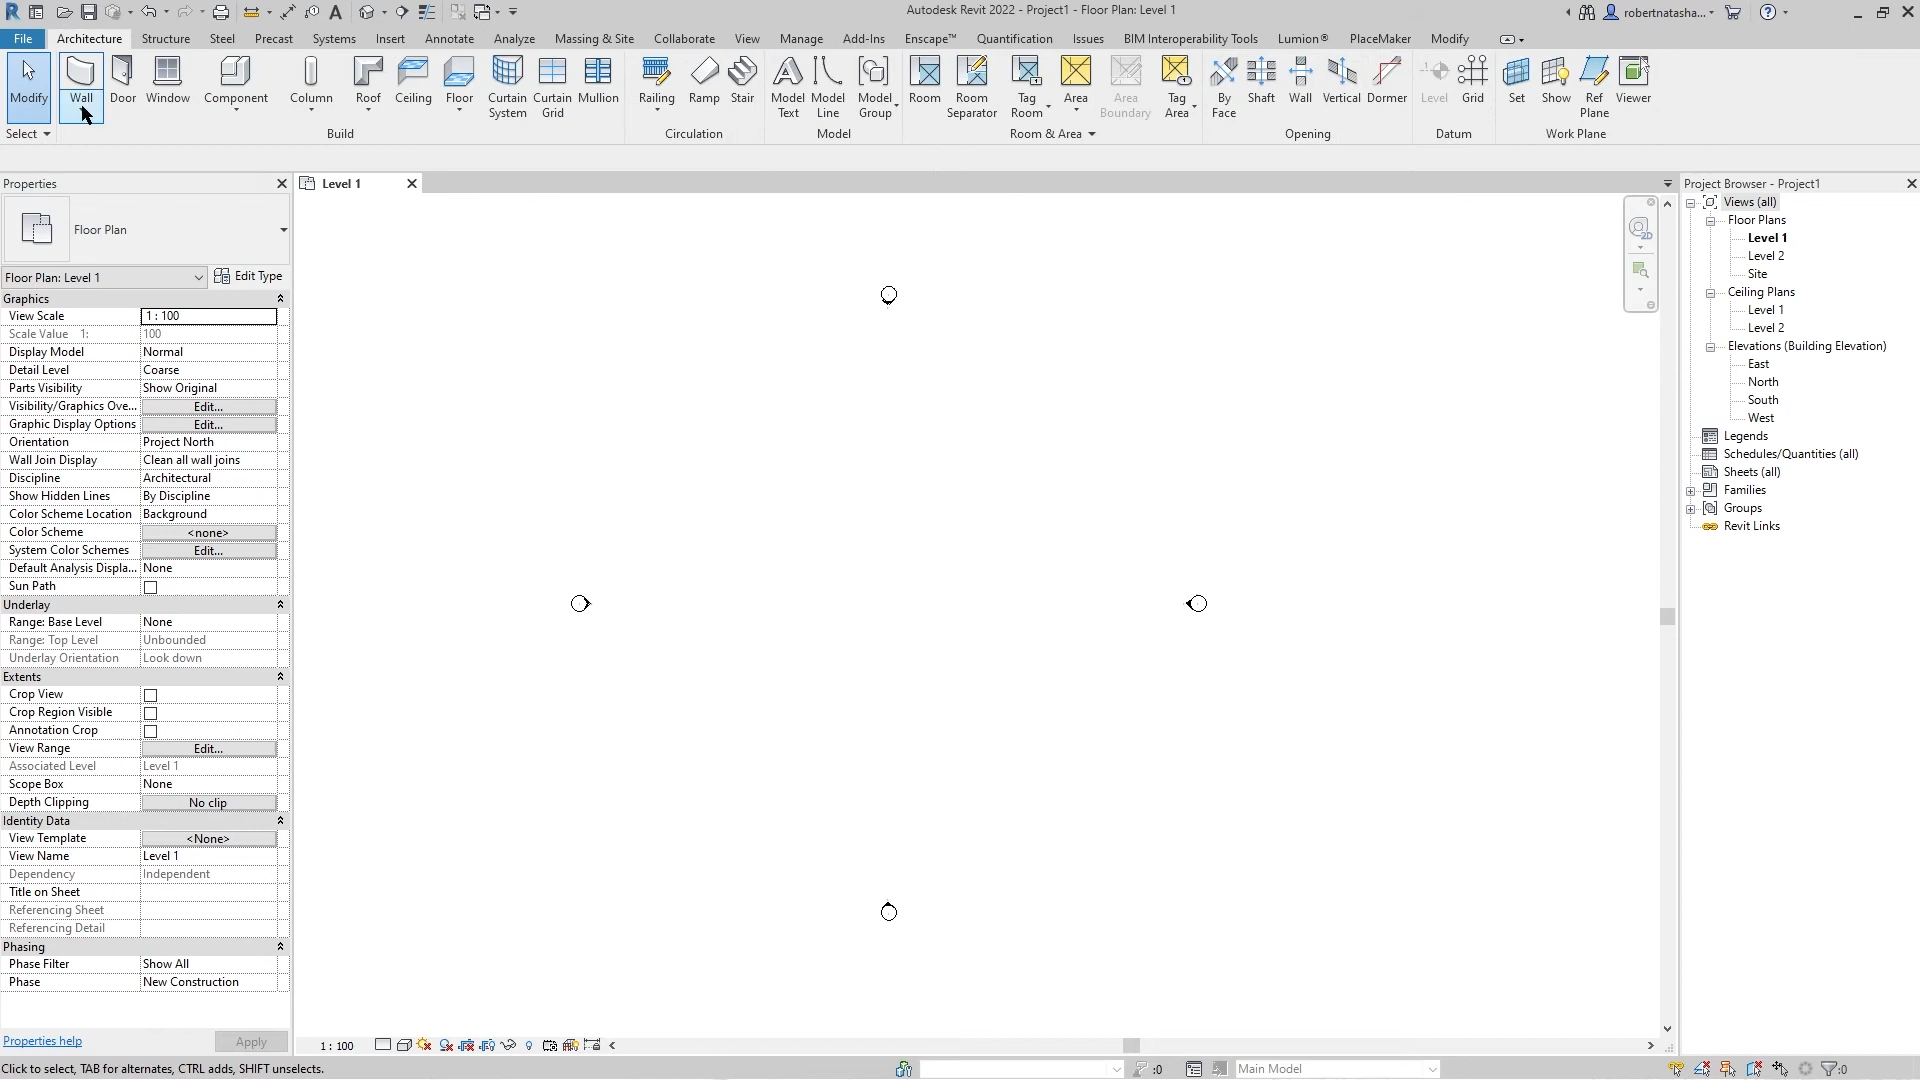 Autodesk Revit 2022 - Project1 - Floor Plan: Level 1
robertnatasha...
File Architecture Structure Steel Precast Systems Insert Annotate Analyze Massing & Site Collaborate View Manage Add-Ins Enscape™ Quantification Issues BIM Interoperability Tools Lumion® PlaceMaker Modify
Modify Wall Door Window Component Column Roof Ceiling Floor Curtain System Curtain Grid Mullion Railing Ramp Stair Model Text Model Line Model Group Room Room Separator Tag Room Area Area Boundary Tag Area By Face Shaft Wall Vertical Dormer Level Grid Set Show Ref Plane Viewer
Select Build Circulation Model Room & Area Opening Datum Work Plane
Properties
Floor Plan
Floor Plan: Level 1 Edit Type
Graphics
View Scale 1 : 100
Scale Value 1: 100
Display Model Normal
Detail Level Coarse
Parts Visibility Show Original
Visibility/Graphics Ove... Edit...
Graphic Display Options Edit...
Orientation Project North
Wall Join Display Clean all wall joins
Discipline Architectural
Show Hidden Lines By Discipline
Color Scheme Location Background
Color Scheme <none>
System Color Schemes Edit...
Default Analysis Displa... None
Sun Path
Underlay
Range: Base Level None
Range: Top Level Unbounded
Underlay Orientation Look down
Extents
Crop View
Crop Region Visible
Annotation Crop
View Range Edit...
Associated Level Level 1
Scope Box None
Depth Clipping No clip
Identity Data
View Template <None>
View Name Level 1
Dependency Independent
Title on Sheet
Referencing Sheet
Referencing Detail
Phasing
Phase Filter Show All
Phase New Construction
Properties help Apply
Level 1
2D
1 : 100
Project Browser - Project1
Views (all)
Floor Plans
Level 1
Level 2
Site
Ceiling Plans
Level 1
Level 2
Elevations (Building Elevation)
East
North
South
West
Legends
Schedules/Quantities (all)
Sheets (all)
Families
Groups
Revit Links
Click to select, TAB for alternates, CTRL adds, SHIFT unselects.
:0
Main Model
:0